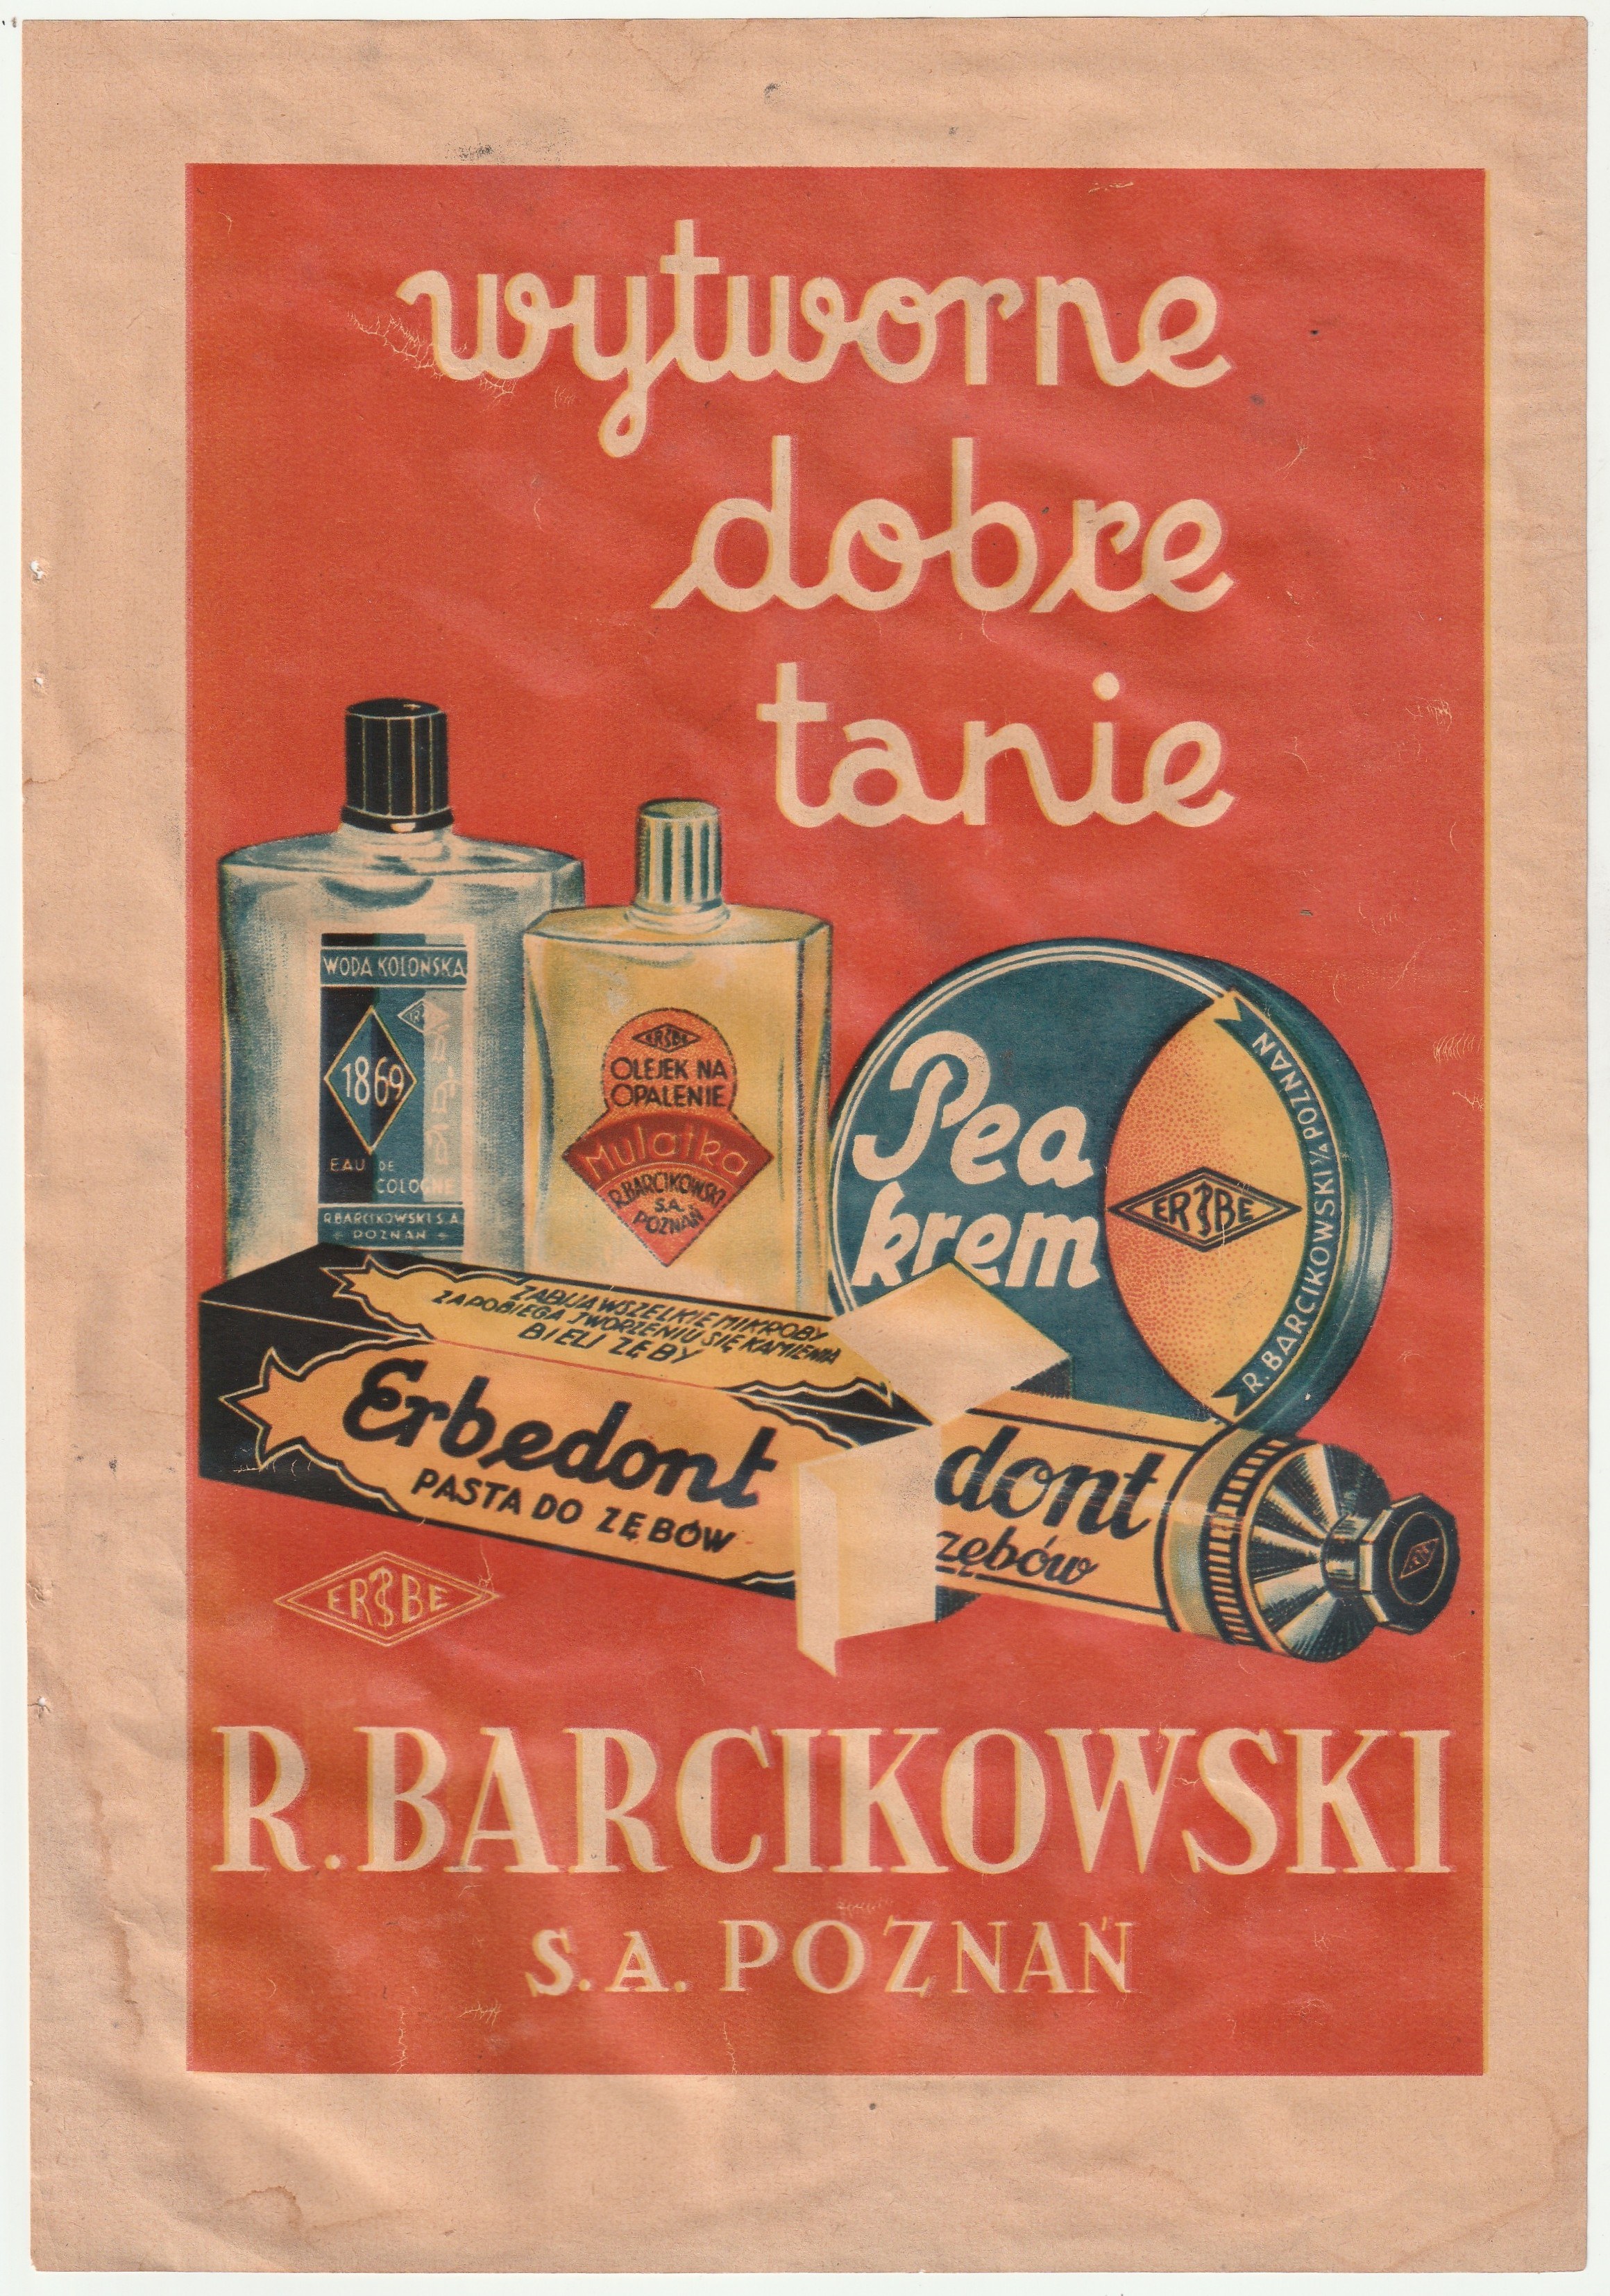 wytworne
dobre
tanie
WODA KOLOŃSKA
1869
EAU DE
COLOGNE
R.BARCIKOWSKI S.A.
POZNAŃ
ERBE
OLEJEK NA
OPALENIE
Mulatka
R.BARCIKOWSKI
S.A.
POZNAŃ
Pea
krem
ERBE
R.BARCIKOWSKI S/A POZNAŃ
ZABIJA WSZELKIE MIKROBY
ZAPOBIEGA TWORZENIU SIĘ KAMIENIA
BIELI ZĘBY
Erbedont
PASTA DO ZĘBÓW
dont
zębów
ERBE
R.BARCIKOWSKI
S.A. POZNAŃ